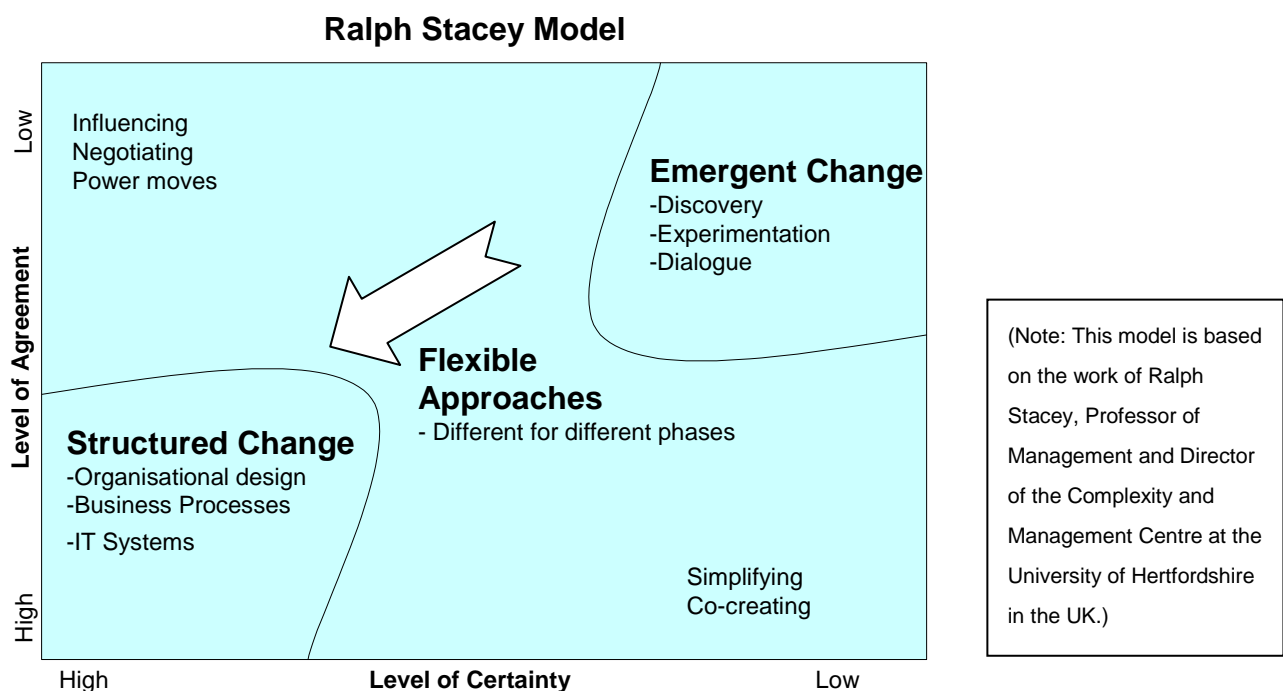 Ralph Stacey Model
Low
Level of Agreement
High
Influencing
Negotiating
Power moves
Emergent Change
-Discovery
-Experimentation
-Dialogue
Flexible
Approaches
- Different for different phases
Structured Change
-Organisational design
-Business Processes
-IT Systems
Simplifying
Co-creating
High
Level of Certainty
Low
(Note: This model is based
on the work of Ralph
Stacey, Professor of
Management and Director
of the Complexity and
Management Centre at the
University of Hertfordshire
in the UK.)